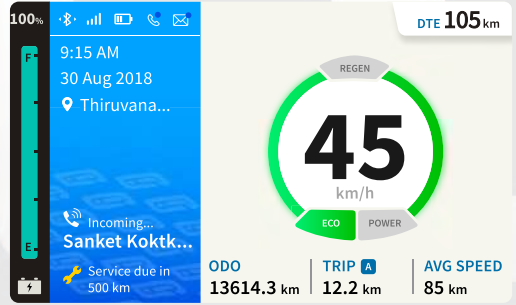 100%
F
E
9:15 AM
30 Aug 2018
Thiruvana...
Incoming...
Sanket Koktk...
Service due in
500 km
DTE 105 km
REGEN
45
km/h
ECO
POWER
ODO
13614.3 km
TRIP A
12.2 km
AVG SPEED
85 km